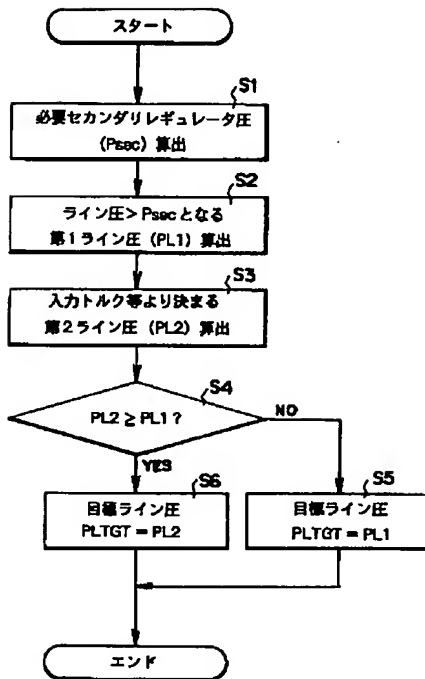 スタート
S1
必要セカンダリレギュレータ圧
(Psec) 算出
S2
ライン圧>Psecとなる
第1ライン圧 (PL1) 算出
S3
入力トルク等より決まる
第2ライン圧 (PL2) 算出
S4
PL2≧PL1?
NO
YES
S6
目標ライン圧
PLTGT=PL2
S5
目標ライン圧
PLTGT=PL1
エンド